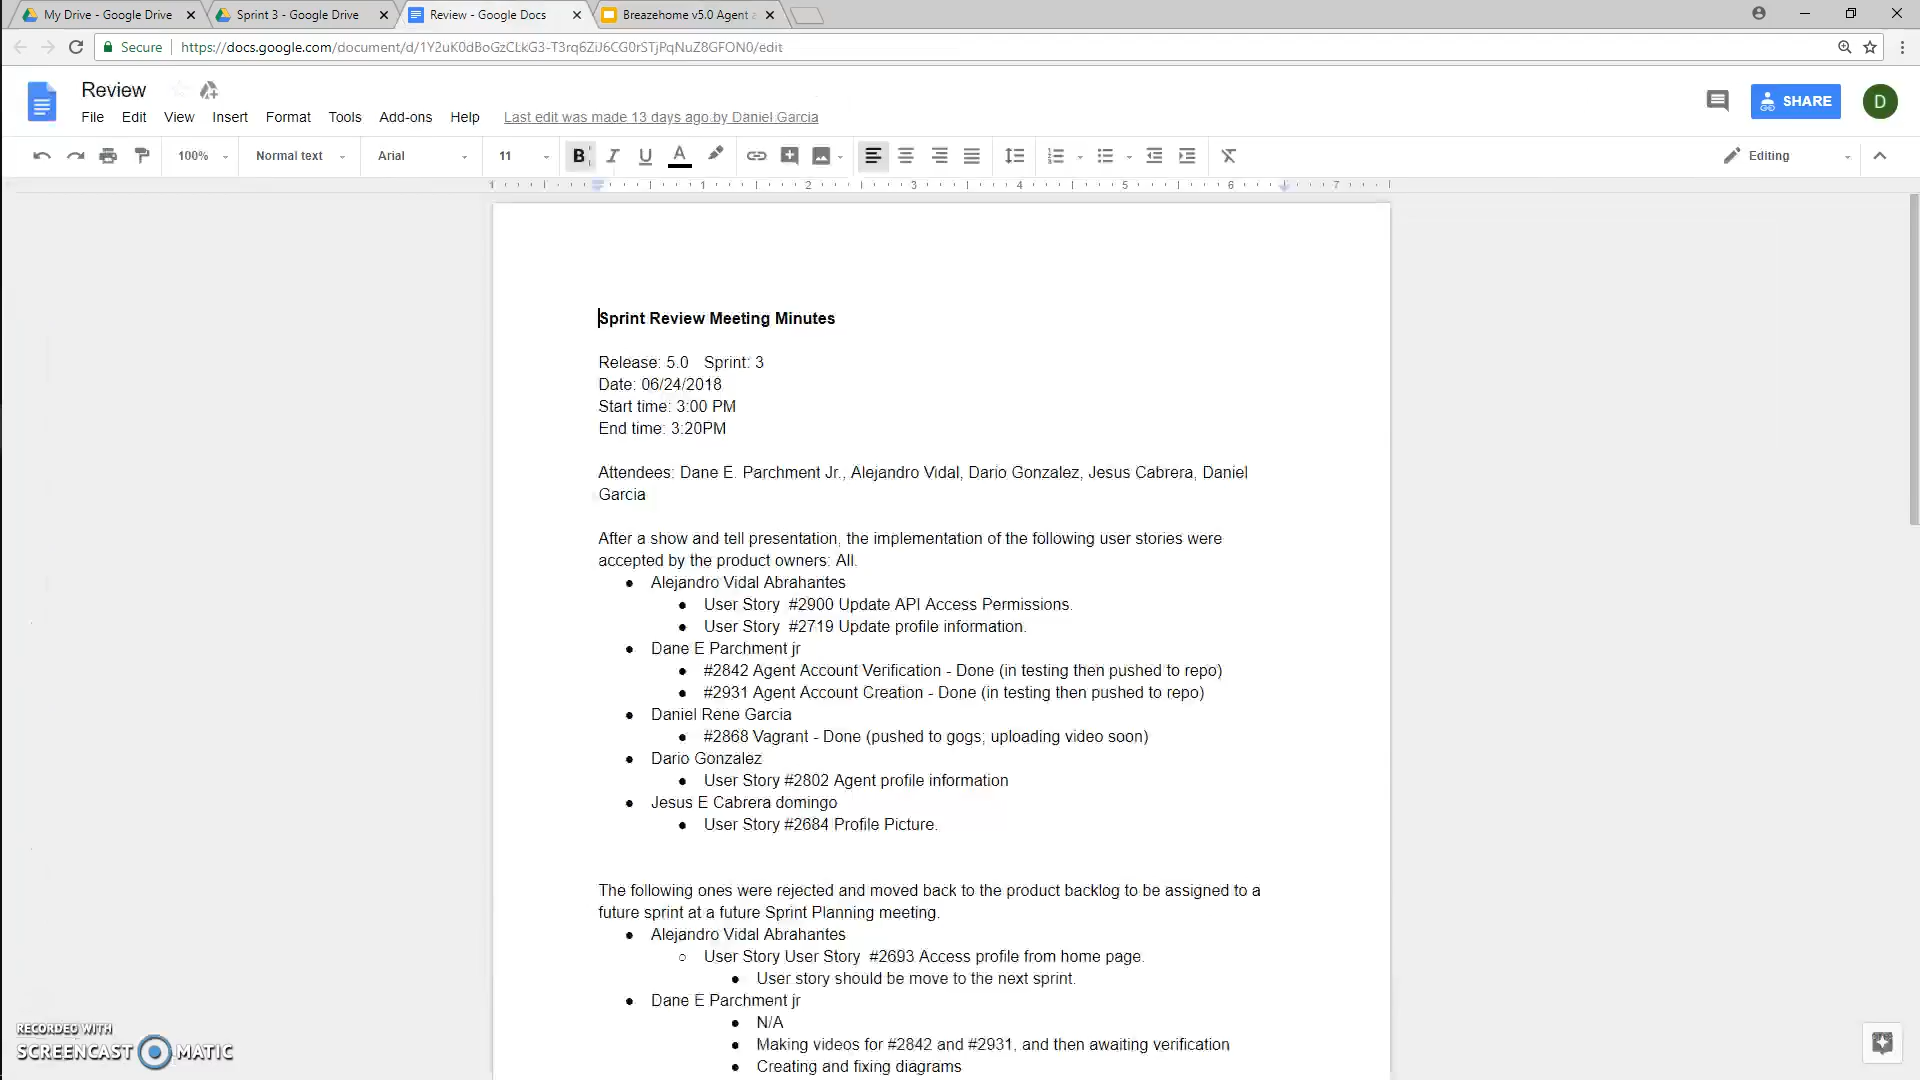 My Drive - Google Drive
Sprint 3 - Google Drive
Review - Google Docs
Breazehome v5.0 Agent
Secure
https://docs.google.com/document/d/1Y2uK0dBoGzCLkG3-T3rq6ZiJ6CG0rSTjPqNuZ8GFON0/edit
Review
File Edit View Insert Format Tools Add-ons Help Last edit was made 13 days ago by Daniel Garcia
SHARE
D
100% Normal text Arial 11 B I U A Editing
1 1 2 3 4 5 6 7
Sprint Review Meeting Minutes
Release: 5.0 Sprint: 3
Date: 06/24/2018
Start time: 3:00 PM
End time: 3:20PM
Attendees: Dane E. Parchment Jr., Alejandro Vidal, Dario Gonzalez, Jesus Cabrera, Daniel
Garcia
After a show and tell presentation, the implementation of the following user stories were
accepted by the product owners: All.
● Alejandro Vidal Abrahantes
● User Story #2900 Update API Access Permissions.
● User Story #2719 Update profile information.
● Dane E Parchment jr
● #2842 Agent Account Verification - Done (in testing then pushed to repo)
● #2931 Agent Account Creation - Done (in testing then pushed to repo)
● Daniel Rene Garcia
● #2868 Vagrant - Done (pushed to gogs; uploading video soon)
● Dario Gonzalez
● User Story #2802 Agent profile information
● Jesus E Cabrera domingo
● User Story #2684 Profile Picture.
The following ones were rejected and moved back to the product backlog to be assigned to a
future sprint at a future Sprint Planning meeting.
● Alejandro Vidal Abrahantes
○ User Story User Story #2693 Access profile from home page.
● User story should be move to the next sprint.
● Dane E Parchment jr
● N/A
● Making videos for #2842 and #2931, and then awaiting verification
● Creating and fixing diagrams
RECORDED WITH
SCREENCAST MATIC